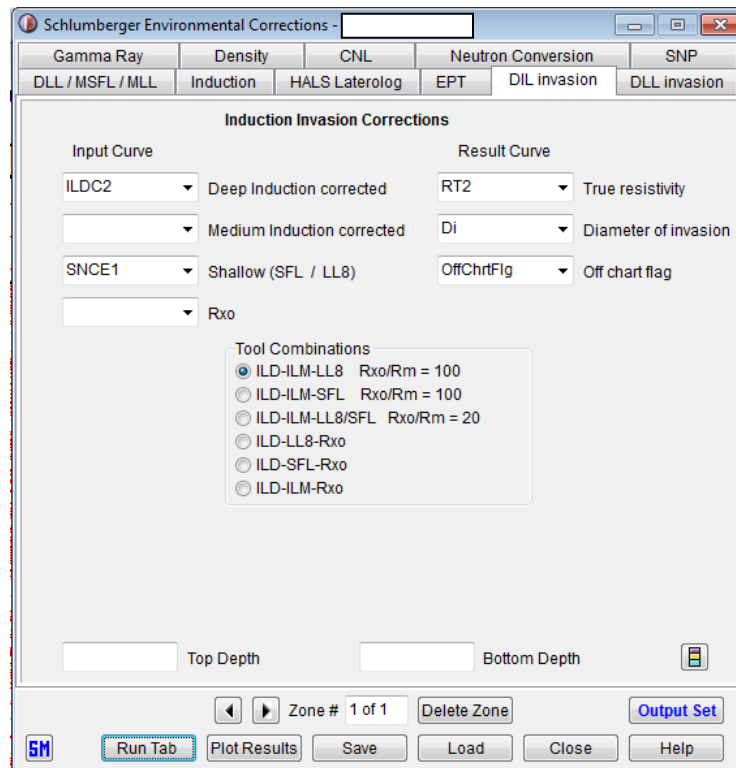 Schlumberger Environmental Corrections -
Gamma Ray Density CNL Neutron Conversion SNP
DLL / MSFL / MLL Induction HALS Laterolog EPT DIL invasion DLL invasion
Induction Invasion Corrections
Input Curve Result Curve
ILDC2 Deep Induction corrected RT2 True resistivity
Medium Induction corrected Di Diameter of invasion
SNCE1 Shallow (SFL / LL8) OffChrtFlg Off chart flag
Rxo
Tool Combinations
ILD-ILM-LL8 Rxo/Rm = 100
ILD-ILM-SFL Rxo/Rm = 100
ILD-ILM-LL8/SFL Rxo/Rm = 20
ILD-LL8-Rxo
ILD-SFL-Rxo
ILD-ILM-Rxo
Top Depth Bottom Depth
Zone # 1 of 1 Delete Zone Output Set
SM Run Tab Plot Results Save Load Close Help